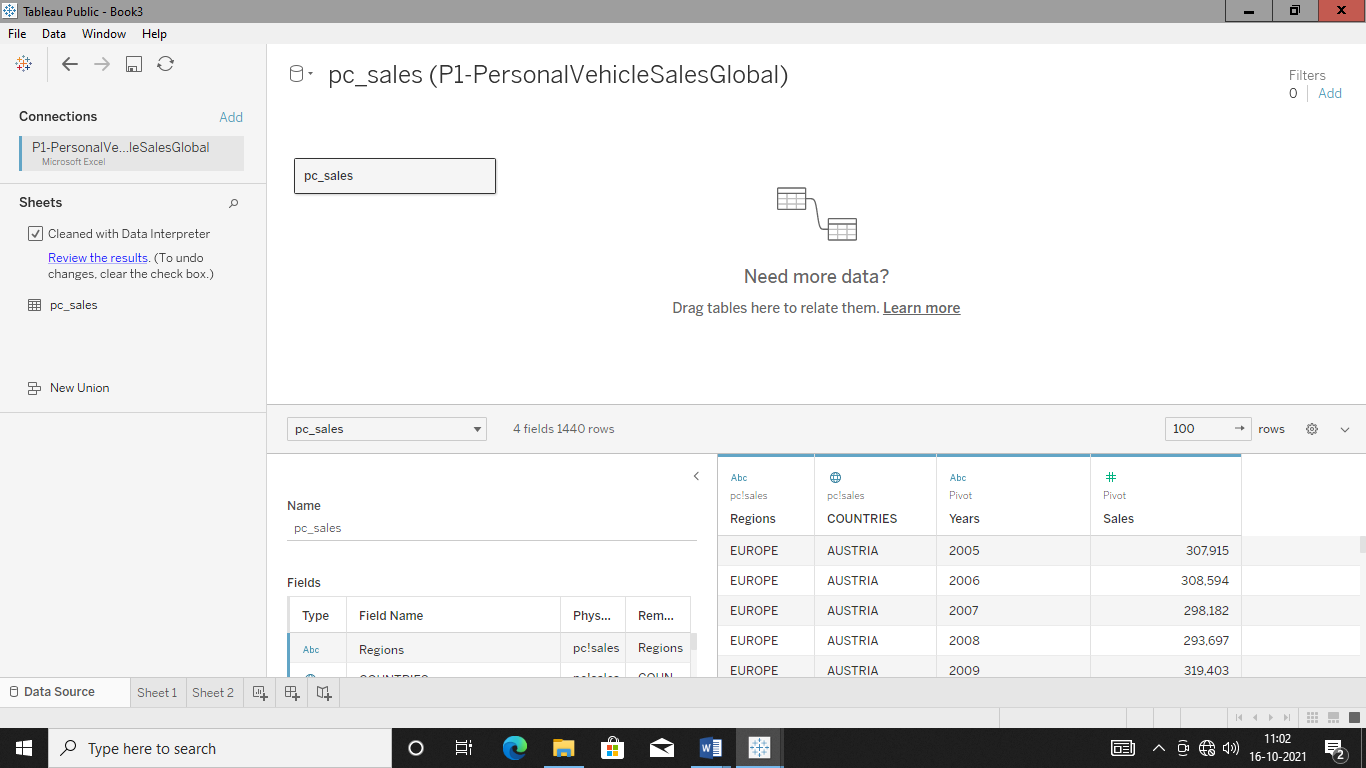 Tableau Public - Book3
File Data Window Help
pc_sales (P1-PersonalVehicleSalesGlobal)
Filters
0 Add
Connections Add
P1-PersonalVe...leSalesGlobal
Microsoft Excel
Sheets
Cleaned with Data Interpreter
Review the results. (To undo
changes, clear the check box.)
pc_sales
New Union
pc_sales
Need more data?
Drag tables here to relate them. Learn more
pc_sales 4 fields 1440 rows 100 rows
Name
pc_sales
Fields
Type Field Name Phys... Rem...
Abc Regions pc!sales Regions
COUNTRIES pc!sales COUN...
Abc Abc #
pc!sales pc!sales Pivot Pivot
Regions COUNTRIES Years Sales
EUROPE AUSTRIA 2005 307,915
EUROPE AUSTRIA 2006 308,594
EUROPE AUSTRIA 2007 298,182
EUROPE AUSTRIA 2008 293,697
EUROPE AUSTRIA 2009 319,403
Data Source Sheet 1 Sheet 2
Type here to search
11:02
16-10-2021
2